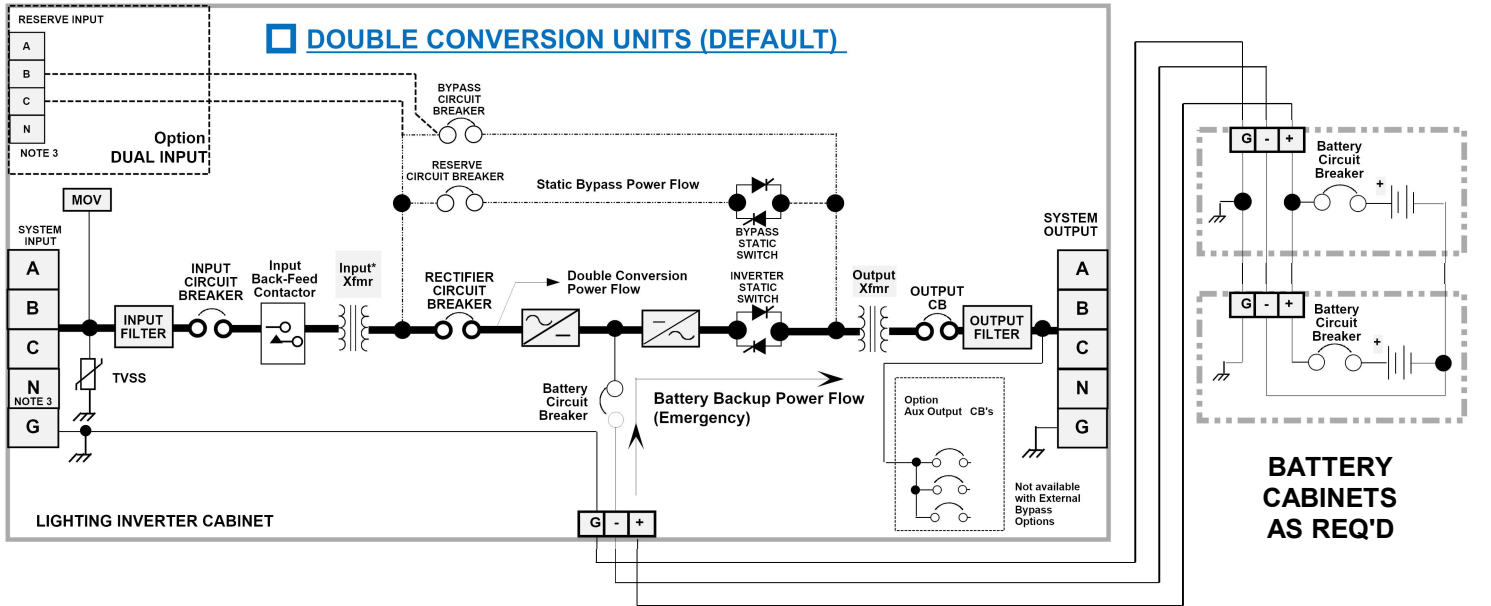 RESERVE INPUT
A
B
C
N
NOTE 3
Option
DUAL INPUT
DOUBLE CONVERSION UNITS (DEFAULT)
BYPASS
CIRCUIT
BREAKER
RESERVE
CIRCUIT BREAKER
Static Bypass Power Flow
BYPASS
STATIC
SWITCH
MOV
SYSTEM
INPUT
A
B
C
N
NOTE 3
G
TVSS
INPUT
FILTER
INPUT
CIRCUIT
BREAKER
Input
Back-Feed
Contactor
Input*
Xfmr
RECTIFIER
CIRCUIT
BREAKER
Double Conversion
Power Flow
INVERTER
STATIC
SWITCH
Output
Xfmr
OUTPUT
CB
OUTPUT
FILTER
SYSTEM
OUTPUT
A
B
C
N
G
Battery
Circuit
Breaker
Battery Backup Power Flow
(Emergency)
Option
Aux Output CB's
Not available
with External
Bypass
Options
LIGHTING INVERTER CABINET
G - +
G - +
Battery
Circuit
Breaker
+
G - +
Battery
Circuit
Breaker
+
BATTERY
CABINETS
AS REQ'D